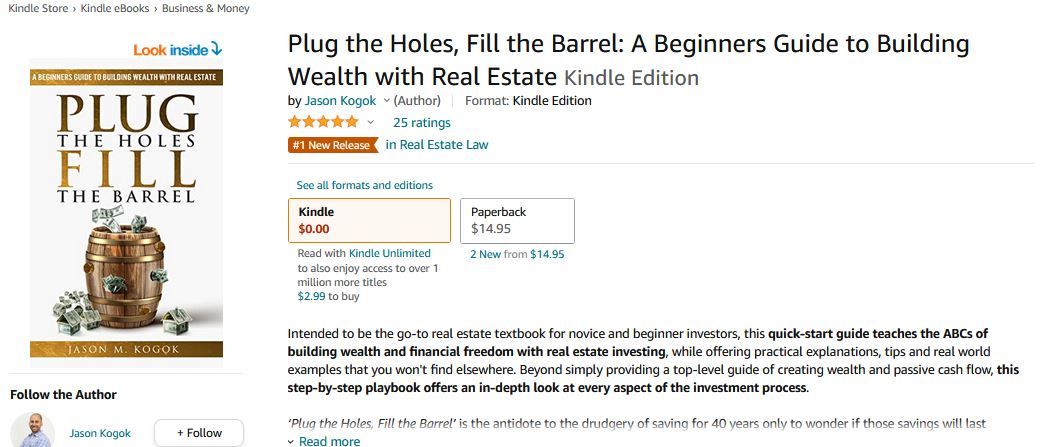 Kindle Store › Kindle eBooks › Business & Money
Look inside
A BEGINNERS GUIDE TO BUILDING WEALTH WITH REAL ESTATE
PLUG
THE HOLES
FILL
THE BARREL
JASON M. KOGOK
Follow the Author
Jason Kogok
+ Follow
Plug the Holes, Fill the Barrel: A Beginners Guide to Building
Wealth with Real Estate Kindle Edition
by Jason Kogok (Author) | Format: Kindle Edition
25 ratings
#1 New Release in Real Estate Law
See all formats and editions
Kindle
$0.00
Read with Kindle Unlimited
to also enjoy access to over 1
million more titles
$2.99 to buy
Paperback
$14.95
2 New from $14.95
Intended to be the go-to real estate textbook for novice and beginner investors, this quick-start guide teaches the ABCs of
building wealth and financial freedom with real estate investing, while offering practical explanations, tips and real world
examples that you won't find elsewhere. Beyond simply providing a top-level guide of creating wealth and passive cash flow, this
step-by-step playbook offers an in-depth look at every aspect of the investment process.
‘Plug the Holes, Fill the Barrel’ is the antidote to the drudgery of saving for 40 years only to wonder if those savings will last
Read more